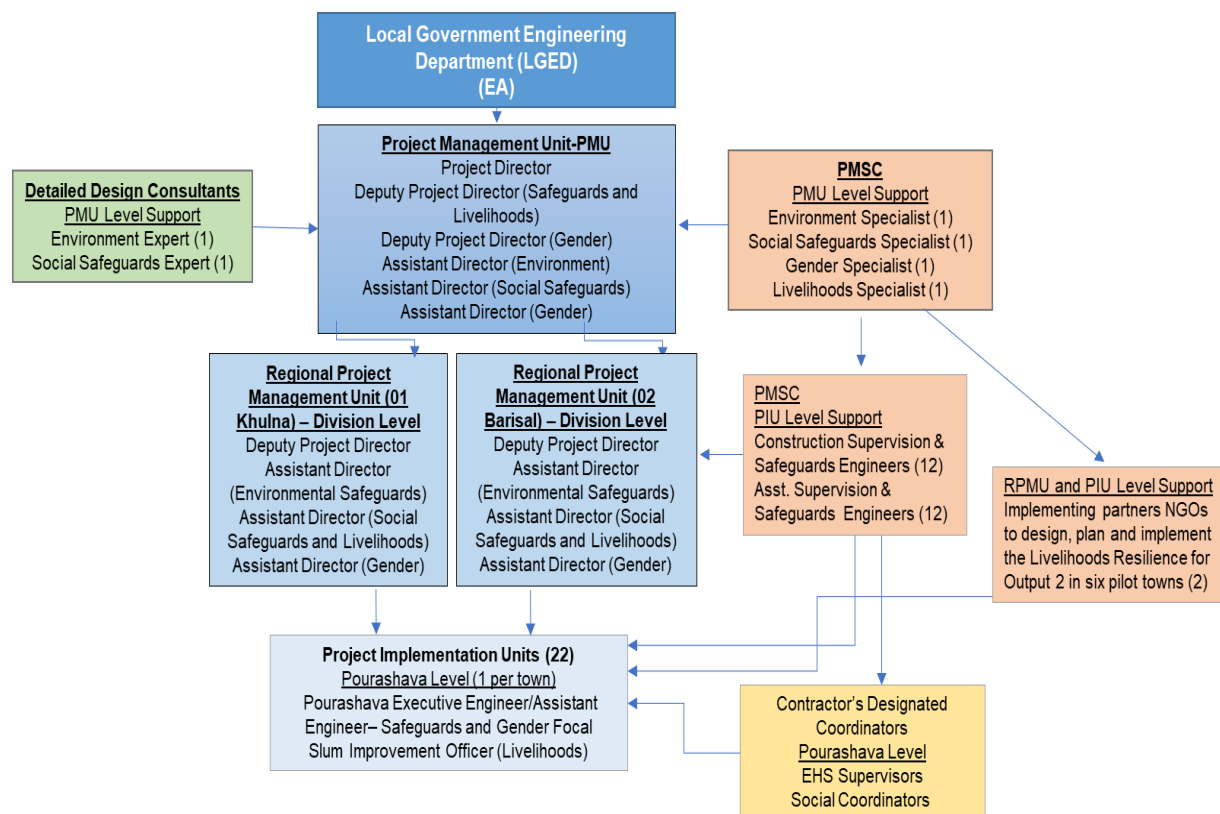 Local Government Engineering
Department (LGED)
(EA)
Project Management Unit-PMU
Project Director
Deputy Project Director (Safeguards and
Livelihoods)
Deputy Project Director (Gender)
Assistant Director (Environment)
Assistant Director (Social Safeguards)
Assistant Director (Gender)
Detailed Design Consultants
PMU Level Support
Environment Expert (1)
Social Safeguards Expert (1)
PMSC
PMU Level Support
Environment Specialist (1)
Social Safeguards Specialist (1)
Gender Specialist (1)
Livelihoods Specialist (1)
Regional Project
Management Unit (01
Khulna) – Division Level
Deputy Project Director
Assistant Director
(Environmental Safeguards)
Assistant Director (Social
Safeguards and Livelihoods)
Assistant Director (Gender)
Regional Project
Management Unit (02
Barisal) – Division Level
Deputy Project Director
Assistant Director
(Environmental Safeguards)
Assistant Director (Social
Safeguards and Livelihoods)
Assistant Director (Gender)
PMSC
PIU Level Support
Construction Supervision &
Safeguards Engineers (12)
Asst. Supervision &
Safeguards Engineers (12)
RPMU and PIU Level Support
Implementing partners NGOs
to design, plan and implement
the Livelihoods Resilience for
Output 2 in six pilot towns (2)
Project Implementation Units (22)
Pourashava Level (1 per town)
Pourashava Executive Engineer/Assistant
Engineer– Safeguards and Gender Focal
Slum Improvement Officer (Livelihoods)
Contractor's Designated
Coordinators
Pourashava Level
EHS Supervisors
Social Coordinators